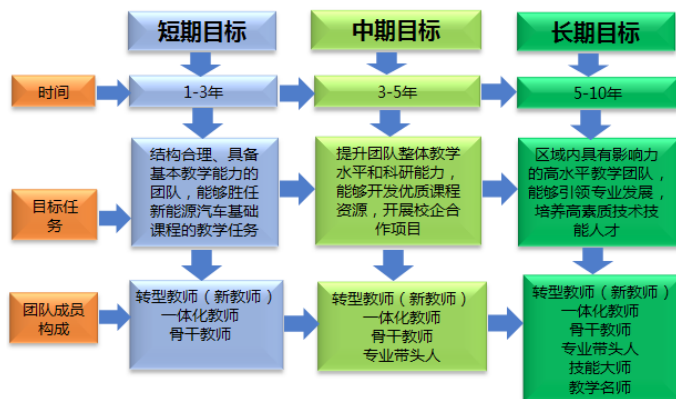 短期目标
中期目标
长期目标
时间
1-3年
3-5年
5-10年
目标任
务
结构合理、具备
基本教学能力的
团队，能够胜任
新能源汽车基础
课程的教学任务
提升团队整体教学
水平和科研能力，
能够开发优质课程
资源，开展校企合
作项目
区域内具有影响力
的高水平教学团队，
能够引领专业发展，
培养高素质技术技
能人才
团队成员
构成
转型教师（新教师）
一体化教师
骨干教师
转型教师（新教师）
一体化教师
骨干教师
专业带头人
转型教师（新教师）
一体化教师
骨干教师
专业带头人
技能大师
教学名师